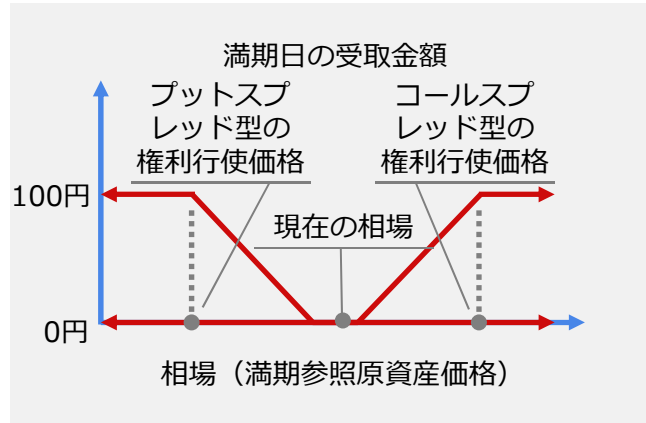 満期日の受取金額
プットスプ
レッド型の
権利行使価格
コールスプ
レッド型の
権利行使価格
100円
現在の相場
0円
相場（満期参照原資産価格）